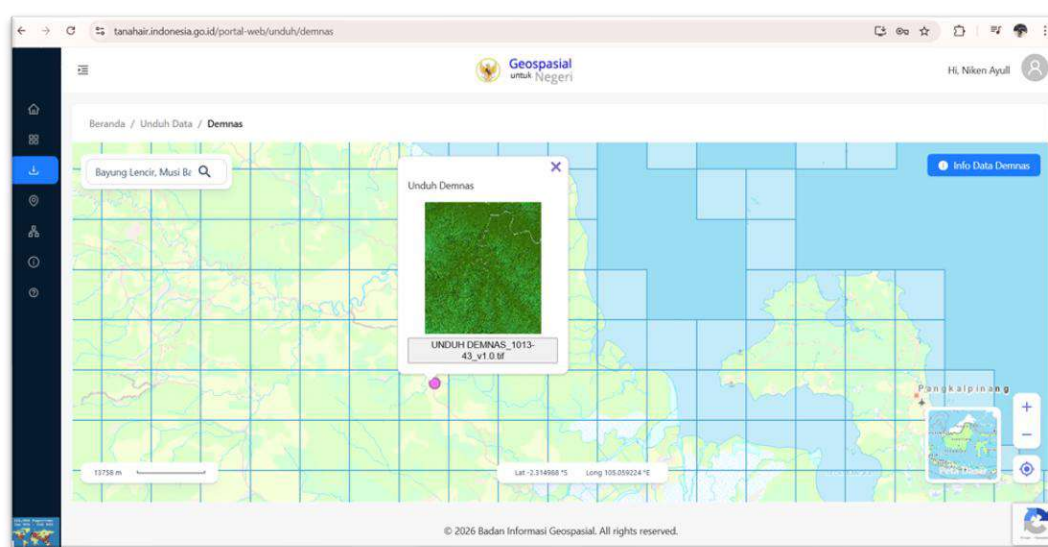 tanahair.indonesia.go.id/portal-web/unduh/demnas
Geospasial
untuk Negeri
Hi, Niken Ayull
Beranda / Unduh Data / Demnas
Bayung Lencir, Musi Ba
Unduh Demnas
Info Data Demnas
UNDUH DEMNAS_1013-
43_v1.0.tif
Pangkalpinang
13758 m
Lat -2.314988 °S Long 105.059224 °E
© 2026 Badan Informasi Geospasial. All rights reserved.